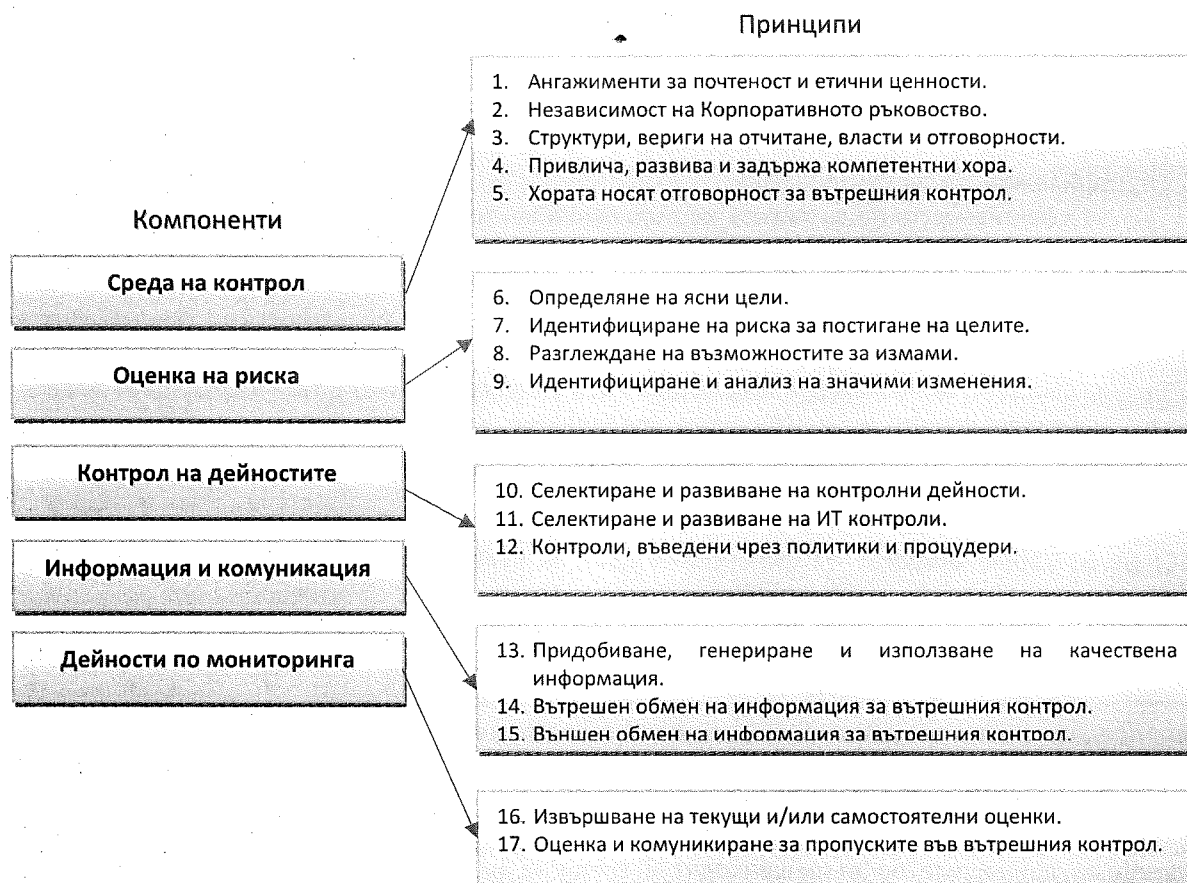 Принципи
1. Ангажименти за почтеност и етични ценности.
2. Независимост на Корпоративното ръковоство.
3. Структури, вериги на отчитане, власти и отговорности.
4. Привлича, развива и задържа компетентни хора.
5. Хората носят отговорност за вътрешния контрол.
Компоненти
Среда на контрол
Оценка на риска
Контрол на дейностите
Информация и комуникация
Дейности по мониторинга
6. Определяне на ясни цели.
7. Идентифициране на риска за постигане на целите.
8. Разглеждане на възможностите за измами.
9. Идентифициране и анализ на значими изменения.
10. Селектиране и развиване на контролни дейности.
11. Селектиране и развиване на ИТ контроли.
12. Контроли, въведени чрез политики и процудери.
13. Придобиване, генериране и използване на качествена
информация.
14. Вътрешен обмен на информация за вътрешния контрол.
15. Външен обмен на информация за вътрешния контрол.
16. Извършване на текущи и/или самостоятелни оценки.
17. Оценка и комуникиране за пропуските във вътрешния контрол.